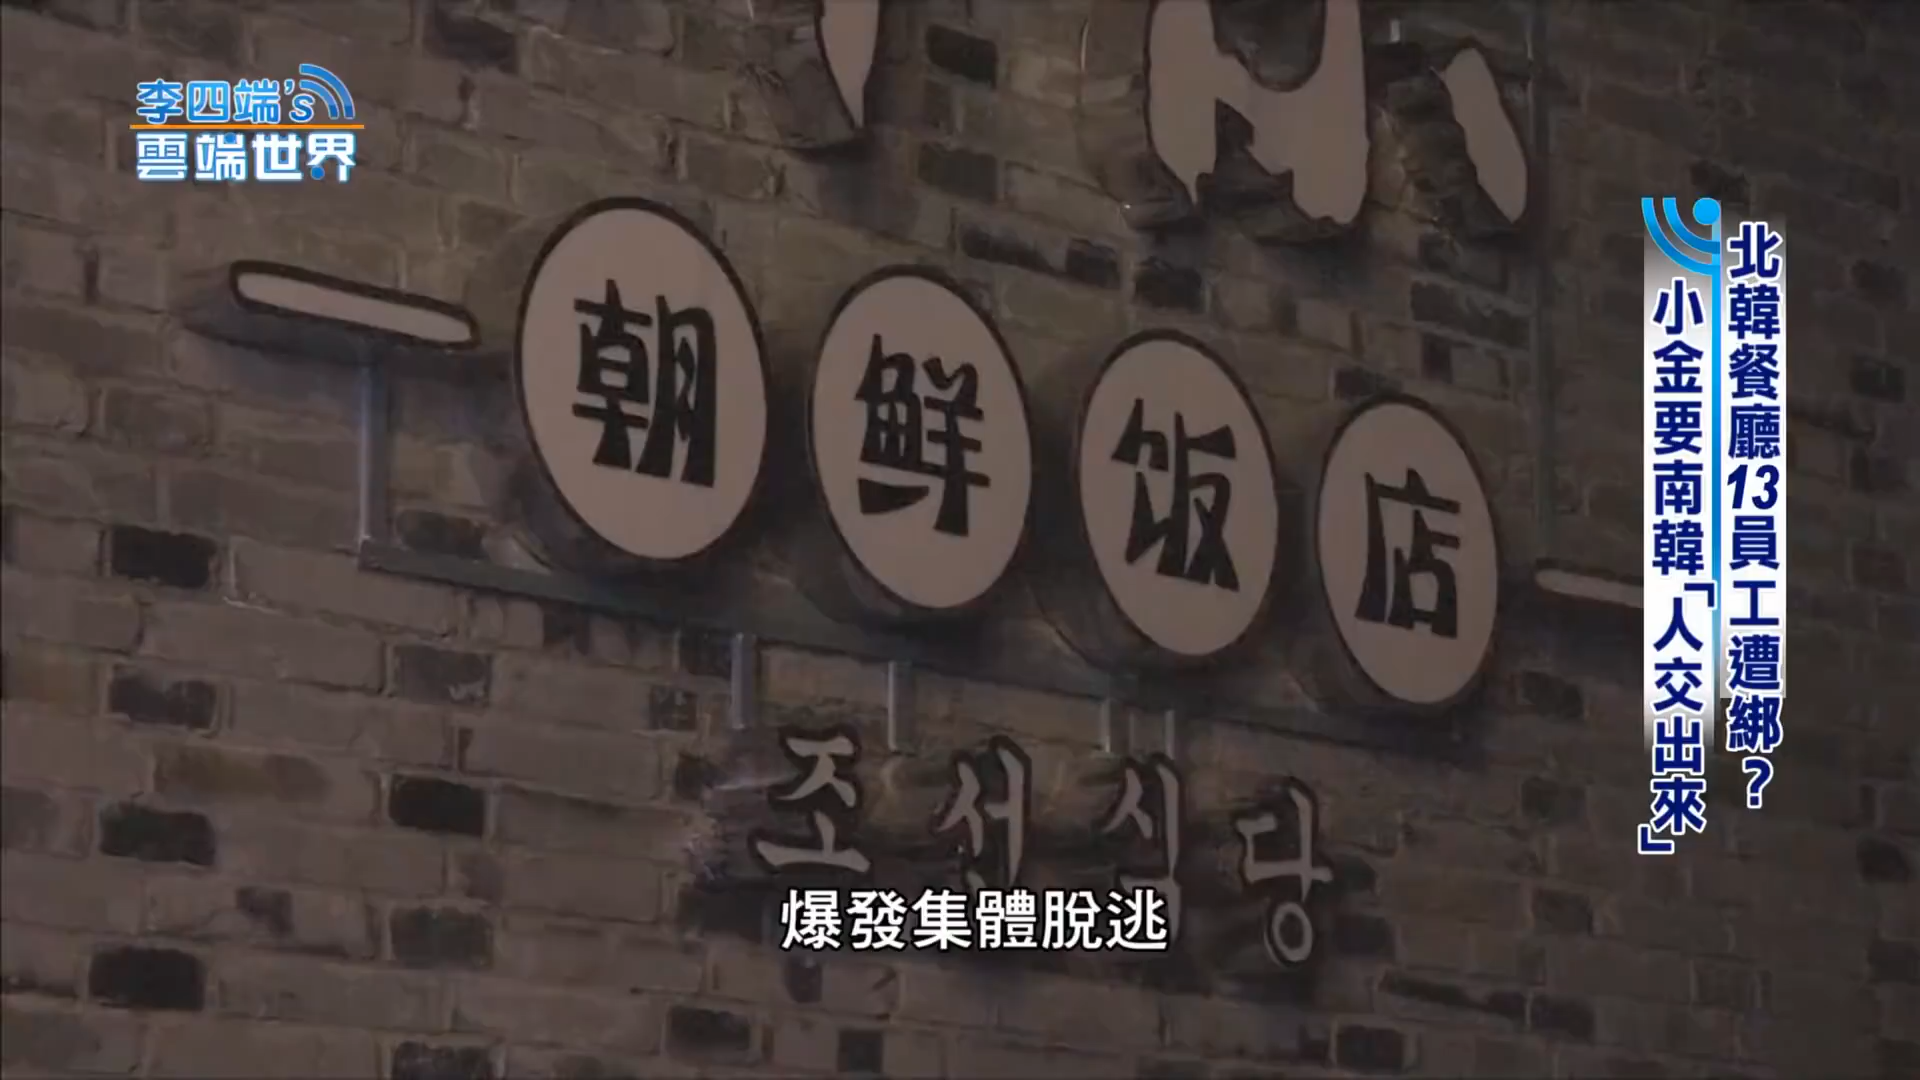 李四端's
雲端世界
北韓餐廳13員工遭綁?
小金要南韓「人交出來」
朝鲜饭店
조선식당
爆發集體脫逃